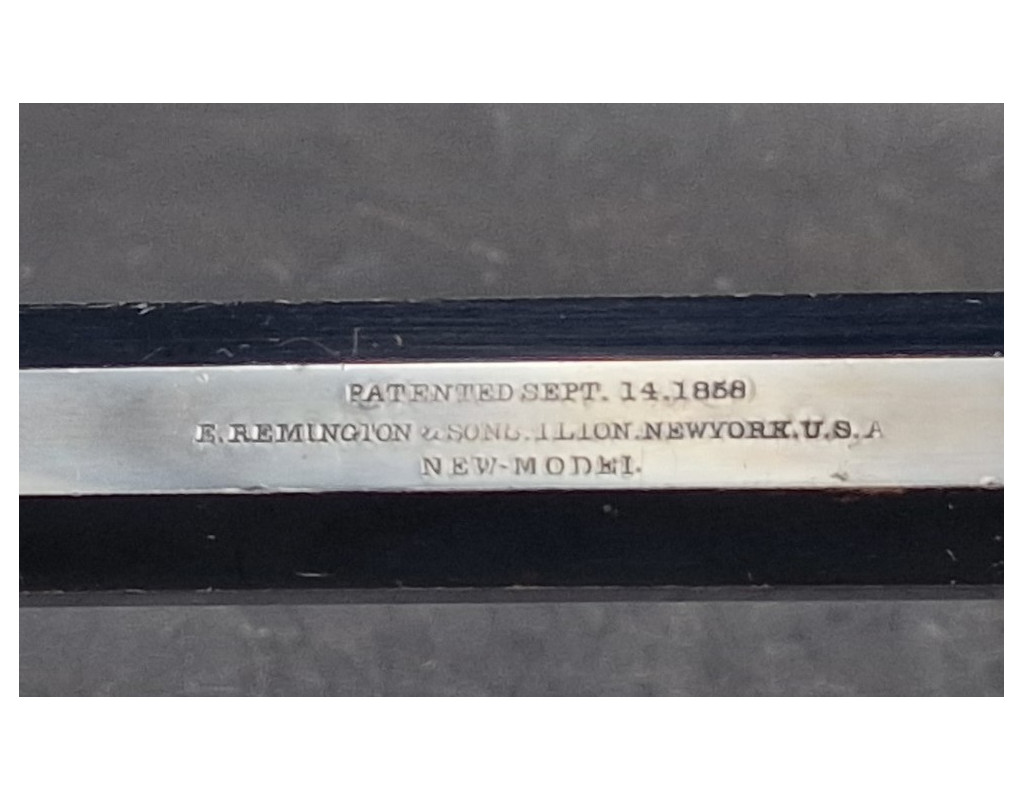 PATENTED SEPT. 14.1858
E. REMINGTON & SONS. ILION. NEWYORK.U.S.A
NEW-MODEL.